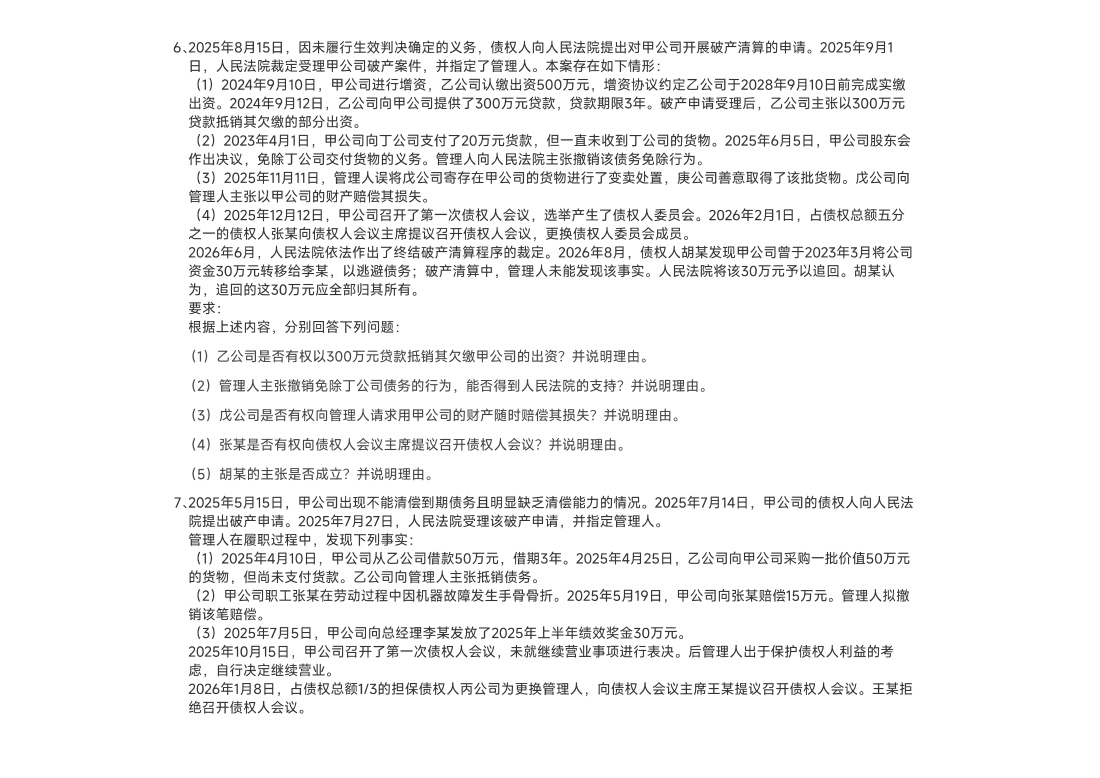 6、2025年8月15日，因未履行生效判决确定的义务，债权人向人民法院提出对甲公司开展破产清算的申请。2025年9月1
日，人民法院裁定受理甲公司破产案件，并指定了管理人。本案存在如下情形：
（1）2024年9月10日，甲公司进行增资，乙公司认缴出资500万元，增资协议约定乙公司于2028年9月10日前完成实缴
出资。2024年9月12日，乙公司向甲公司提供了300万元贷款，贷款期限3年。破产申请受理后，乙公司主张以300万元
贷款抵销其欠缴的部分出资。
（2）2023年4月1日，甲公司向丁公司支付了20万元货款，但一直未收到丁公司的货物。2025年6月5日，甲公司股东会
作出决议，免除丁公司交付货物的义务。管理人向人民法院主张撤销该债务免除行为。
（3）2025年11月11日，管理人误将戊公司寄存在甲公司的货物进行了变卖处置，庚公司善意取得了该批货物。戊公司向
管理人主张以甲公司的财产赔偿其损失。
（4）2025年12月12日，甲公司召开了第一次债权人会议，选举产生了债权人委员会。2026年2月1日，占债权总额五分
之一的债权人张某向债权人会议主席提议召开债权人会议，更换债权人委员会成员。
2026年6月，人民法院依法作出了终结破产清算程序的裁定。2026年8月，债权人胡某发现甲公司曾于2023年3月将公司
资金30万元转移给李某，以逃避债务；破产清算中，管理人未能发现该事实。人民法院将该30万元予以追回。胡某认
为，追回的这30万元应全部归其所有。
要求：
根据上述内容，分别回答下列问题：
（1）乙公司是否有权以300万元贷款抵销其欠缴甲公司的出资？并说明理由。
（2）管理人主张撤销免除丁公司债务的行为，能否得到人民法院的支持？并说明理由。
（3）戊公司是否有权向管理人请求用甲公司的财产随时赔偿其损失？并说明理由。
（4）张某是否有权向债权人会议主席提议召开债权人会议？并说明理由。
（5）胡某的主张是否成立？并说明理由。
7、2025年5月15日，甲公司出现不能清偿到期债务且明显缺乏清偿能力的情况。2025年7月14日，甲公司的债权人向人民法
院提出破产申请。2025年7月27日，人民法院受理该破产申请，并指定管理人。
管理人在履职过程中，发现下列事实：
（1）2025年4月10日，甲公司从乙公司借款50万元，借期3年。2025年4月25日，乙公司向甲公司采购一批价值50万元
的货物，但尚未支付货款。乙公司向管理人主张抵销债务。
（2）甲公司职工张某在劳动过程中因机器故障发生手骨骨折。2025年5月19日，甲公司向张某赔偿15万元。管理人拟撤
销该笔赔偿。
（3）2025年7月5日，甲公司向总经理李某发放了2025年上半年绩效奖金30万元。
2025年10月15日，甲公司召开了第一次债权人会议，未就继续营业事项进行表决。后管理人出于保护债权人利益的考
虑，自行决定继续营业。
2026年1月8日，占债权总额1/3的担保债权人丙公司为更换管理人，向债权人会议主席王某提议召开债权人会议。王某拒
绝召开债权人会议。